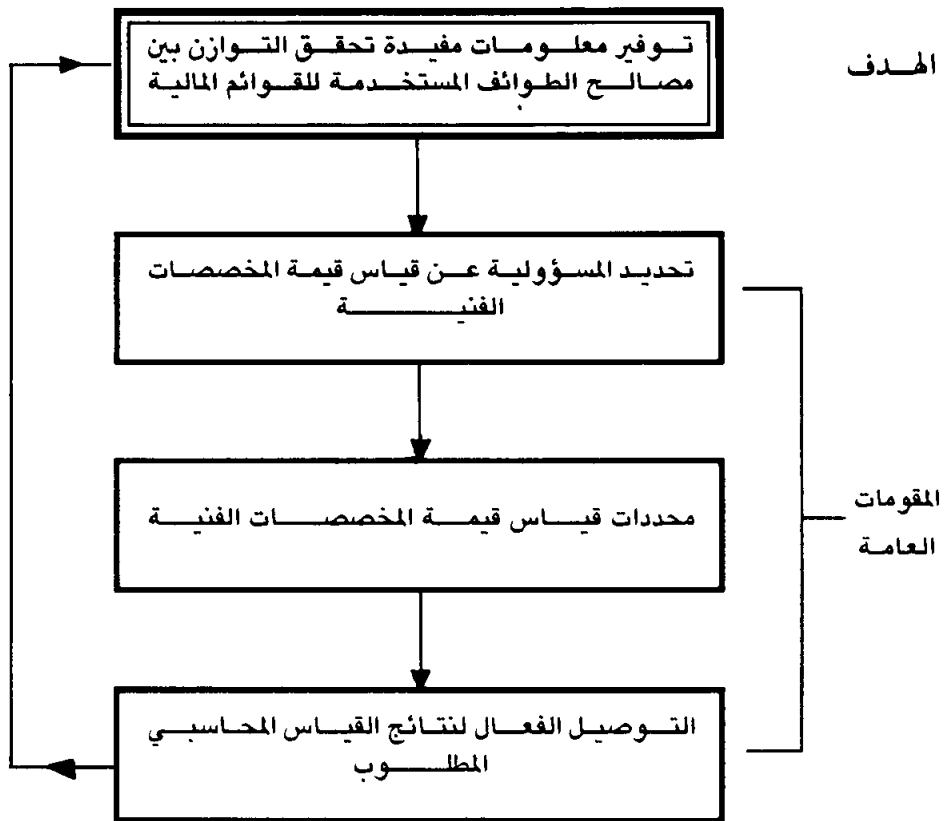 الهدف
توفير معلومات مفيدة تحقق التوازن بين
مصالح الطوائف المستخدمة للقوائم المالية
تحديد المسؤولية عن قياس قيمة المخصصات
الفنية
محددات قياس قيمة المخصصات الفنية
المقومات
العامة
التوصيل الفعال لنتائج القياس المحاسبي
المطلوب